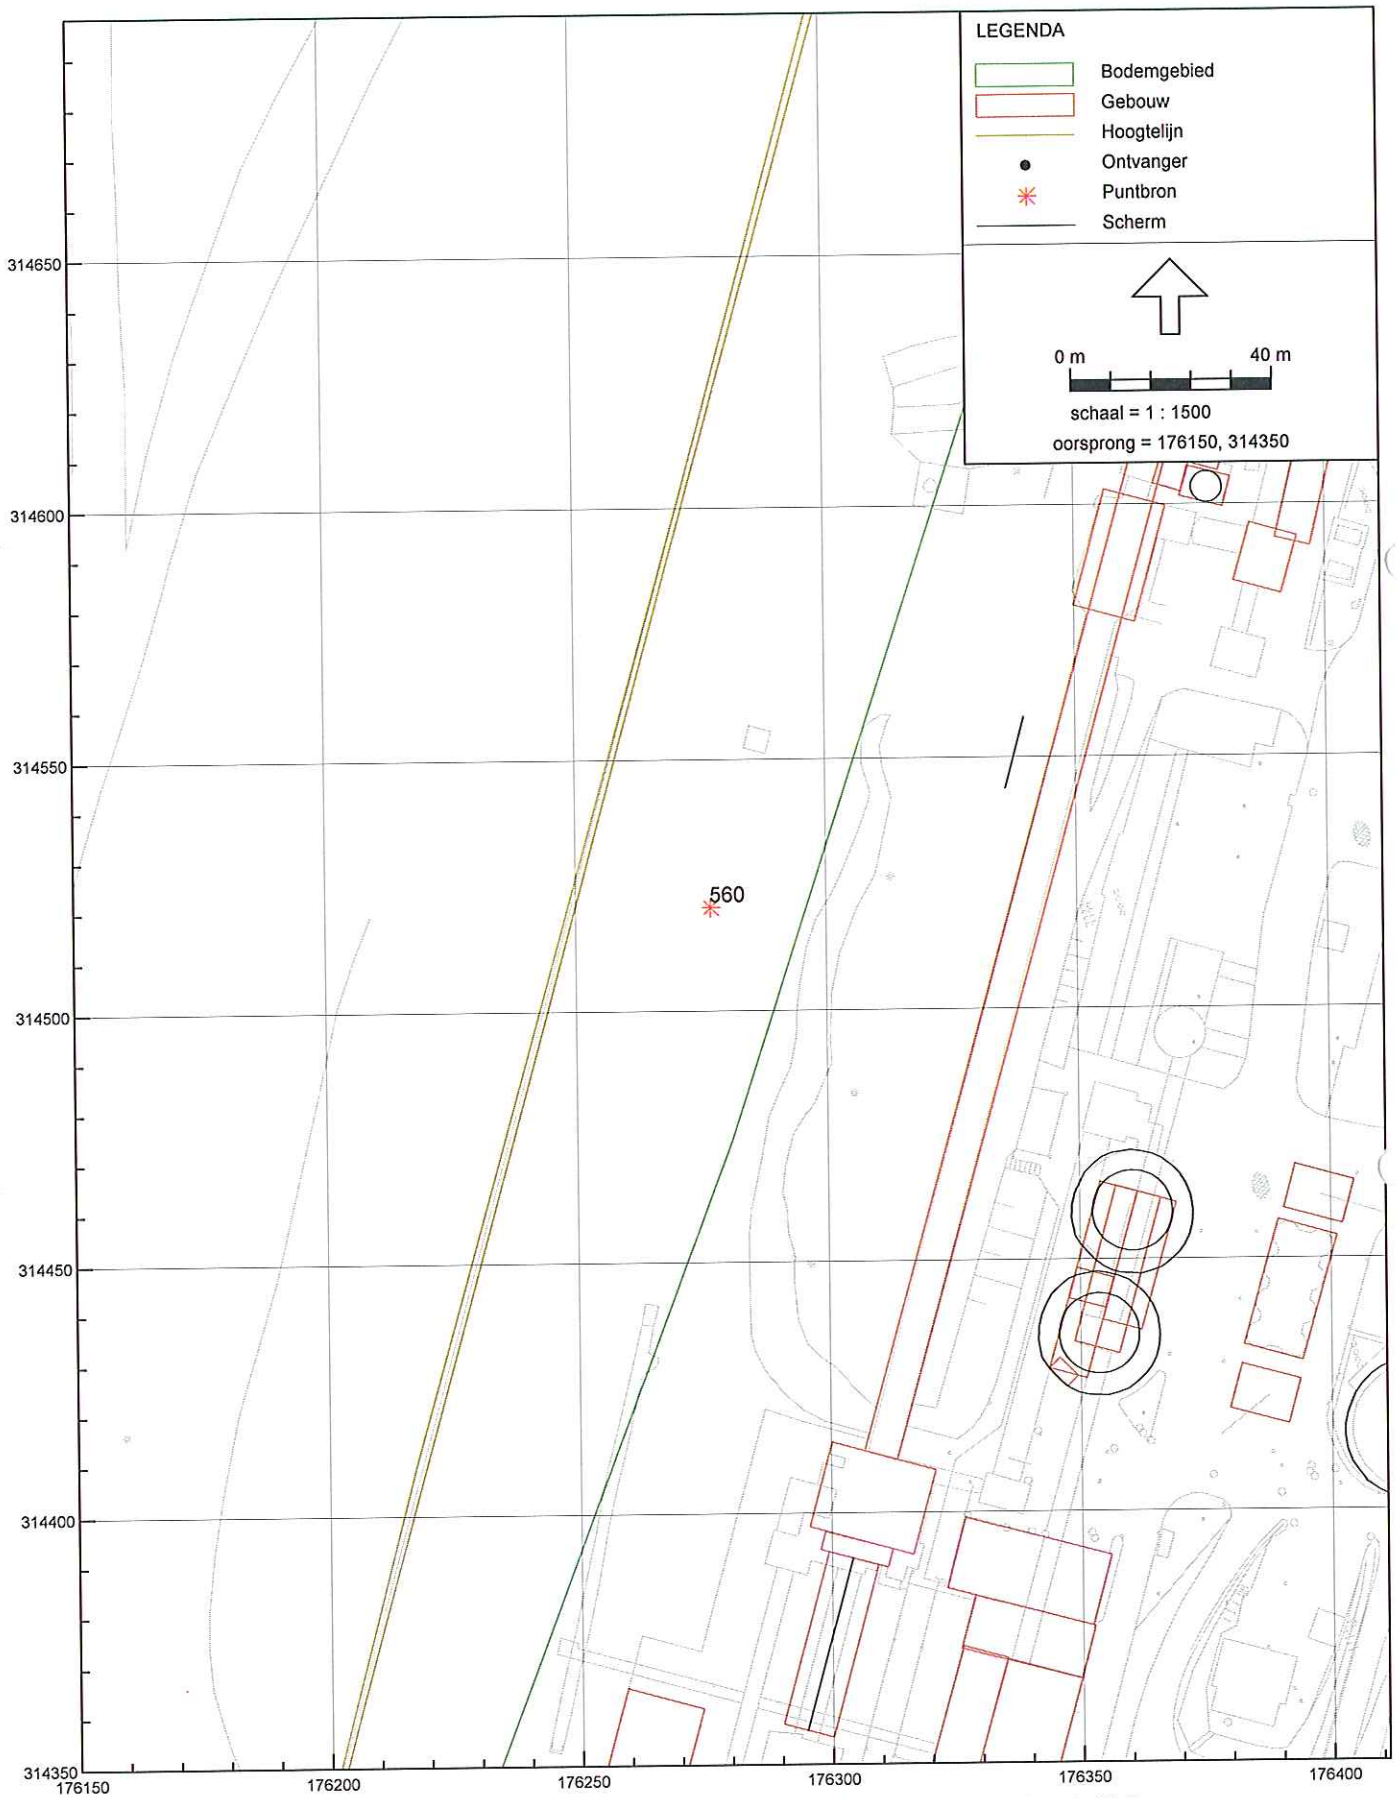 LEGENDA
Bodemgebied
Gebouw
Hoogtelijn
Ontvanger
Puntbron
Scherm
0 m 40 m
schaal = 1 : 1500
oorsprong = 176150, 314350
314650
314600
314550
560
314500
314450
314400
314350
176150 176200 176250 176300 176350 176400